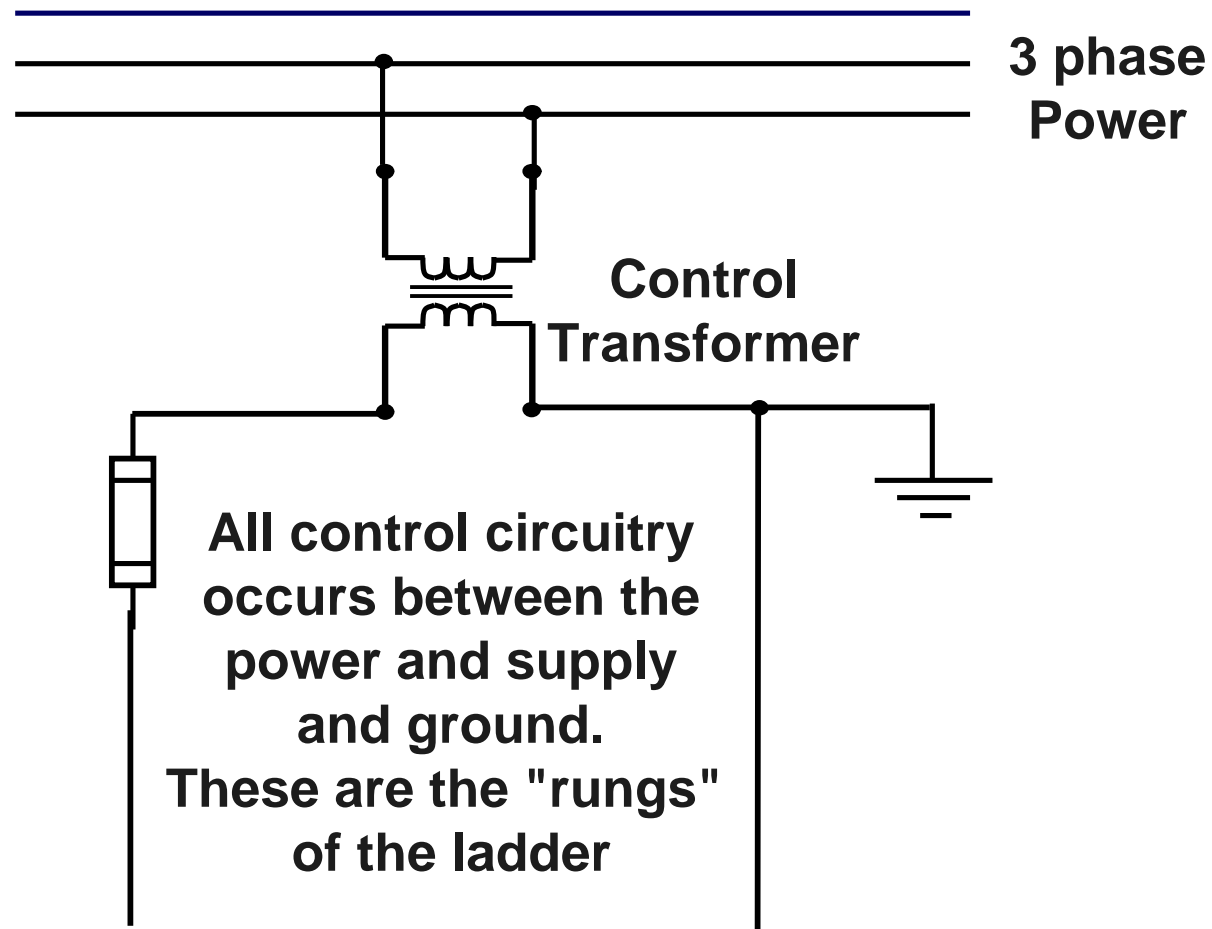 3 phase
Power
Control
Transformer
All control circuitry
occurs between the
power and supply
and ground.
These are the "rungs"
of the ladder